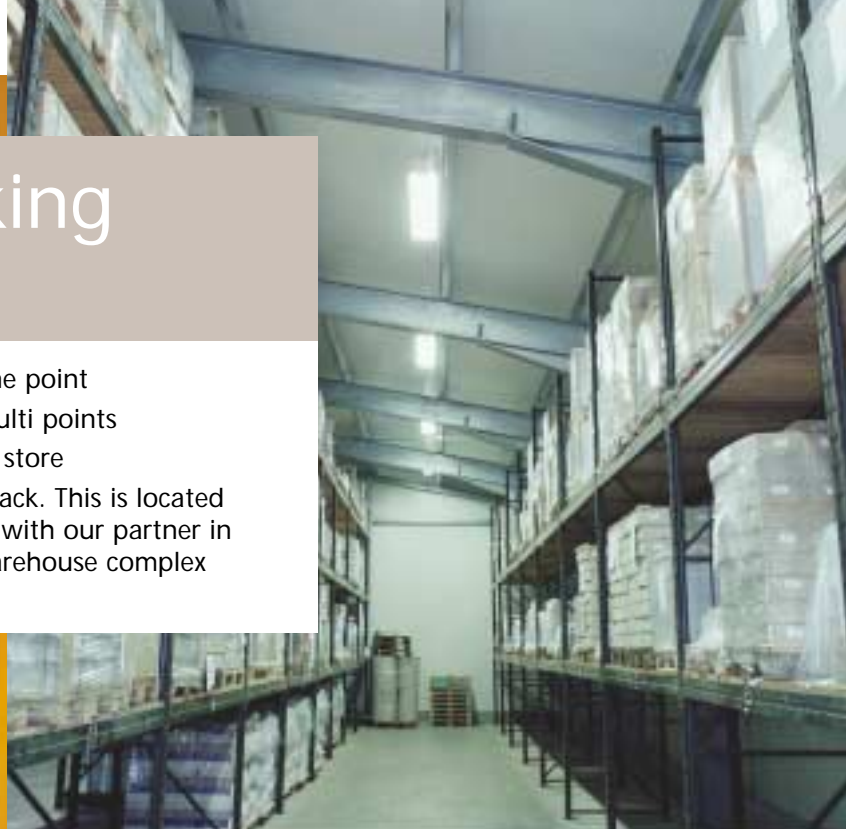 king
ne point
ulti points
store
ack. This is located
with our partner in
arehouse complex